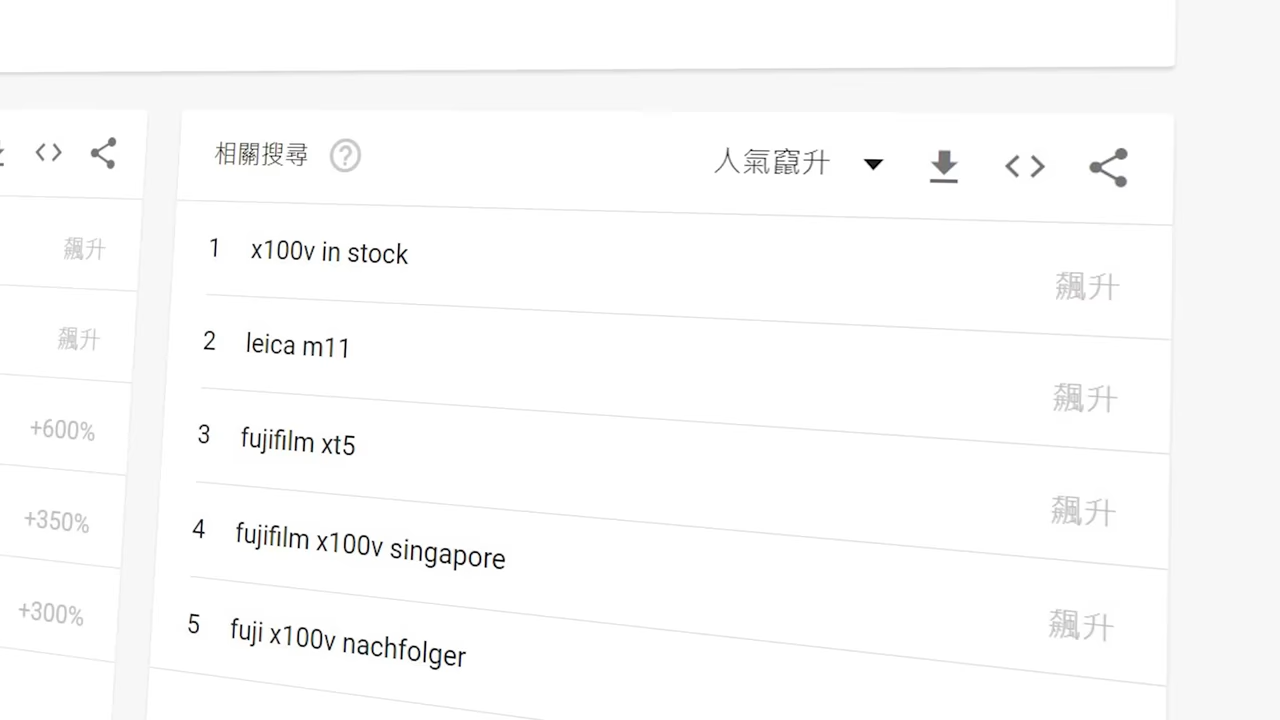 相關搜尋
人氣竄升
1 x100v in stock 飆升
2 leica m11 飆升
3 fujifilm xt5 飆升
4 fujifilm x100v singapore 飆升
5 fuji x100v nachfolger
飆升
飆升
+600%
+350%
+300%